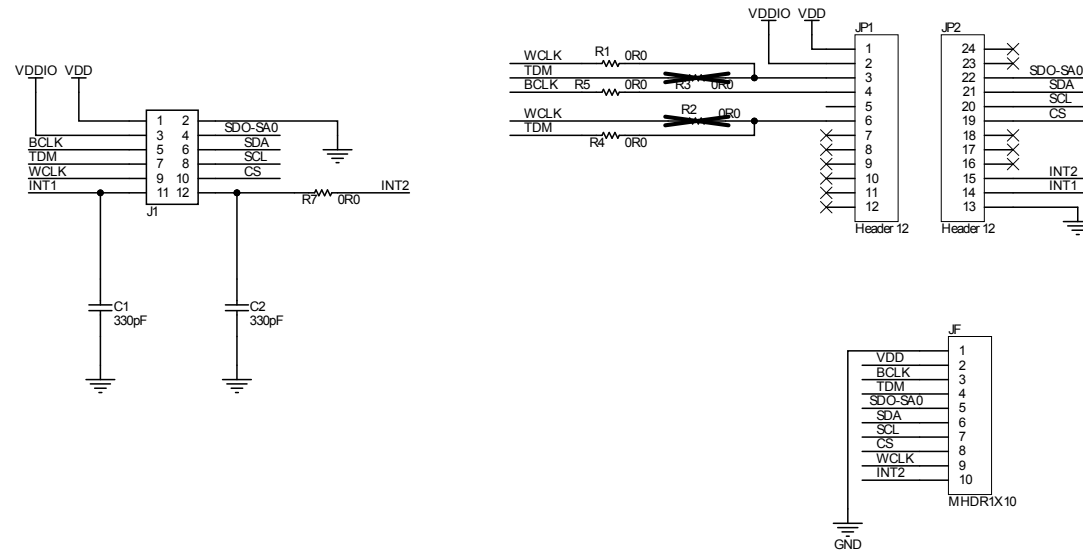 VDDIO VDD
1 2
3 4 SDO-SA0
BCLK 5 6 SDA
TDM 7 8 SCL
WCLK 9 10 CS
INT1 11 12 R7 0R0 INT2
J1
C1
330pF
C2
330pF
VDDIO VDD
JP1
WCLK R1 0R0
TDM R3 0R0
BCLK R5 0R0
WCLK R2 0R0
TDM R4 0R0
1
2
3
4
5
6
7
8
9
10
11
12
Header 12
JP2
24
23
22 SDO-SA0
21 SDA
20 SCL
19 CS
18
17
16
15 INT2
14 INT1
13
Header 12
JF
1
VDD 2
BCLK 3
TDM 4
SDO-SA0 5
SDA 6
SCL 7
CS 8
WCLK 9
INT2 10
MHDR1X10
GND